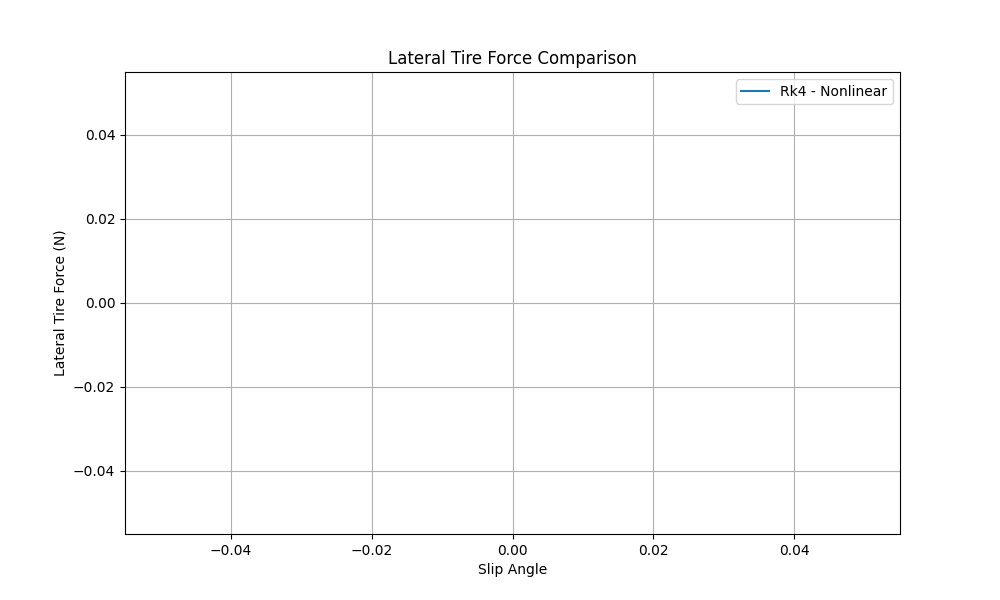 Lateral Tire Force Comparison
Rk4 - Nonlinear
Lateral Tire Force (N)
0.04
0.02
0.00
−0.02
−0.04
−0.04
−0.02
0.00
0.02
0.04
Slip Angle